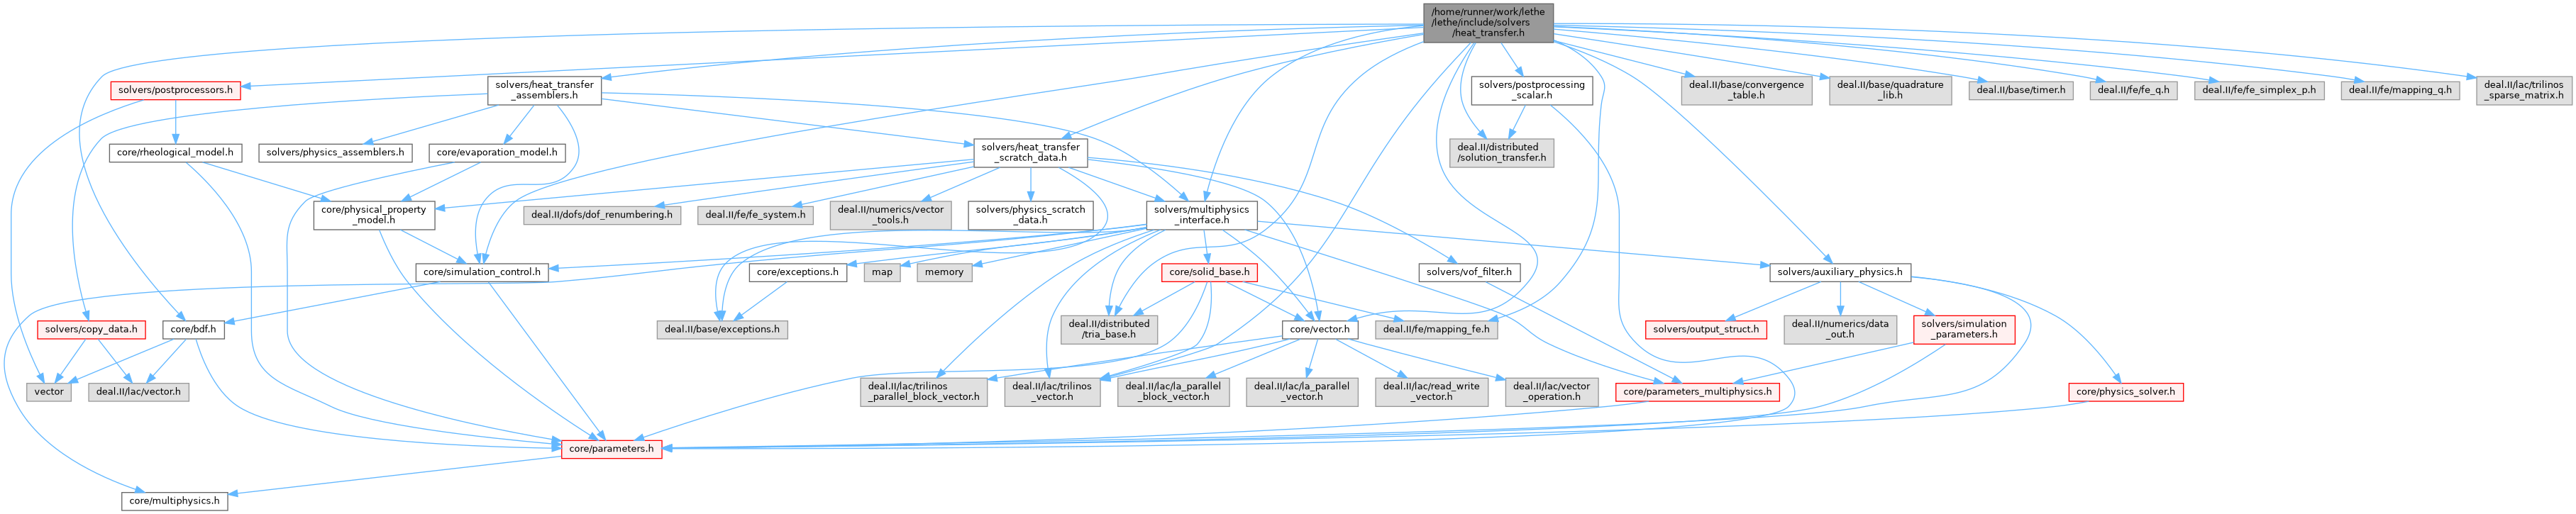 /home/runner/work/lethe
/lethe/include/solvers
/heat_transfer.h
solvers/postprocessors.h
solvers/heat_transfer
_assemblers.h
solvers/postprocessing
_scalar.h
deal.II/base/convergence
_table.h
deal.II/base/quadrature
_lib.h
deal.II/base/timer.h
deal.II/fe/fe_q.h
deal.II/fe/fe_simplex_p.h
deal.II/fe/mapping_q.h
deal.II/lac/trilinos
_sparse_matrix.h
core/rheological_model.h
solvers/physics_assemblers.h
core/evaporation_model.h
solvers/heat_transfer
_scratch_data.h
deal.II/distributed
/solution_transfer.h
core/physical_property
_model.h
deal.II/dofs/dof_renumbering.h
deal.II/fe/fe_system.h
deal.II/numerics/vector
_tools.h
solvers/physics_scratch
_data.h
solvers/multiphysics
_interface.h
core/simulation_control.h
core/exceptions.h
map
memory
core/solid_base.h
solvers/vof_filter.h
solvers/auxiliary_physics.h
solvers/copy_data.h
core/bdf.h
deal.II/base/exceptions.h
deal.II/distributed
/tria_base.h
core/vector.h
deal.II/fe/mapping_fe.h
solvers/output_struct.h
deal.II/numerics/data
_out.h
solvers/simulation
_parameters.h
vector
deal.II/lac/vector.h
deal.II/lac/trilinos
_parallel_block_vector.h
deal.II/lac/trilinos
_vector.h
deal.II/lac/la_parallel
_block_vector.h
deal.II/lac/la_parallel
_vector.h
deal.II/lac/read_write
_vector.h
deal.II/lac/vector
_operation.h
core/parameters_multiphysics.h
core/physics_solver.h
core/parameters.h
core/multiphysics.h